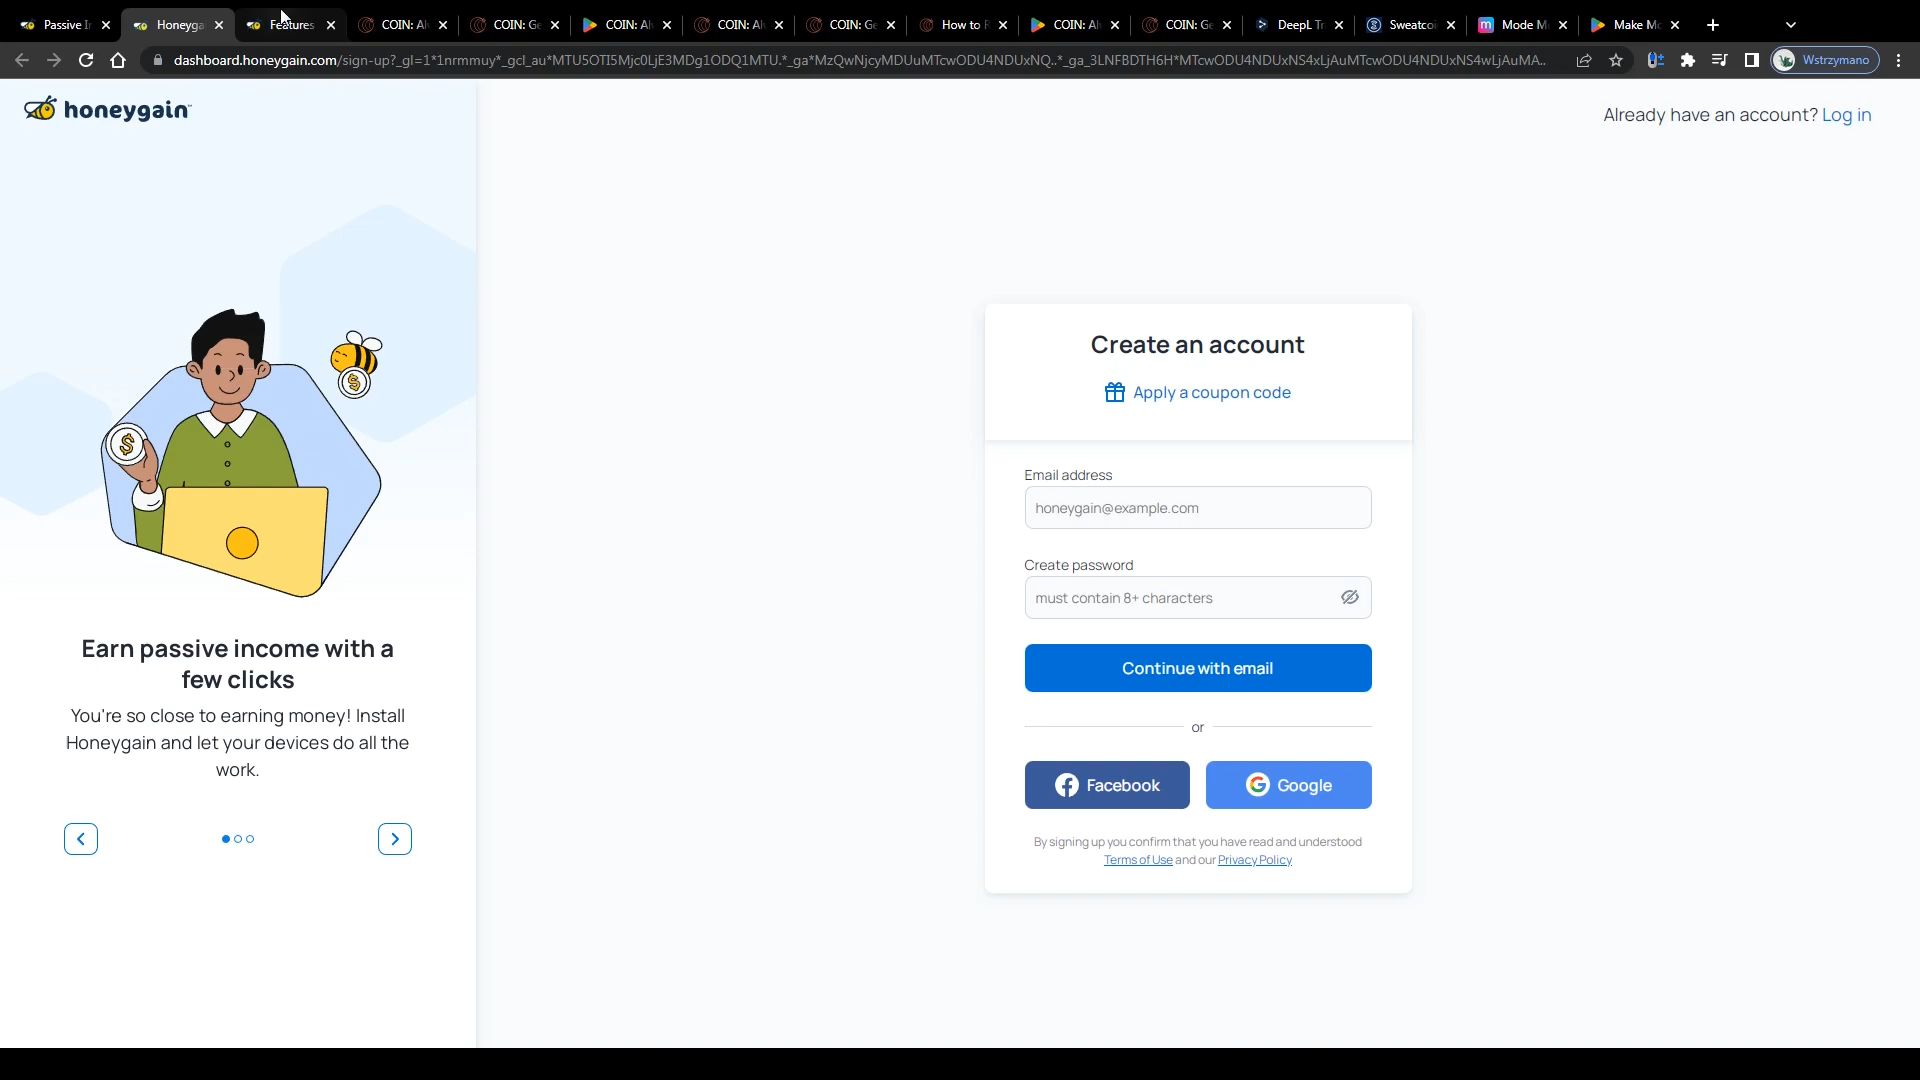 Passive In
Honeyga
Features
COIN: Al
COIN: Ge
COIN: Al
COIN: Al
COIN: Ge
How to R
COIN: Al
COIN: Ge
DeepL Tr
Sweatcoi
Mode M
Make Mo
dashboard.honeygain.com/sign-up?_gl=1*1nrmmuy*_gcl_au*MTU5OTI5Mjc0LjE3MDg1ODQ1MTU.*_ga*MzQwNjcyMDUuMTcwODU4NDUxNQ..*_ga_3LNFBDTH6H*MTcwODU4NDUxNS4xLjAuMTcwODU4NDUxNS4wLjAuMA..
Wstrzymano
honeygain
Already have an account? Log in
Create an account
Apply a coupon code
Email address
honeygain@example.com
Create password
must contain 8+ characters
Continue with email
or
Facebook
Google
By signing up you confirm that you have read and understood
Terms of Use and our Privacy Policy
Earn passive income with a
few clicks
You're so close to earning money! Install
Honeygain and let your devices do all the
work.